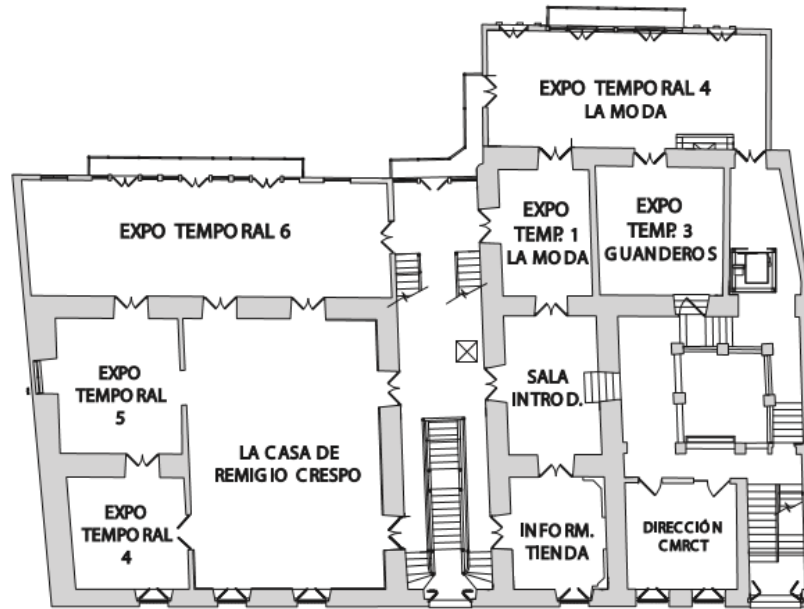 EXPO TEMPORAL 4
LA MODA
EXPO TEMPORAL 6
EXPO
TEMP. 1
LA MODA
EXPO
TEMP. 3
GUANDEROS
EXPO
TEMPORAL
5
SALA
INTROD.
LA CASA DE
REMIGIO CRESPO
EXPO
TEMPORAL
4
INFORM.
TIENDA
DIRECCIÓN
CMRCT